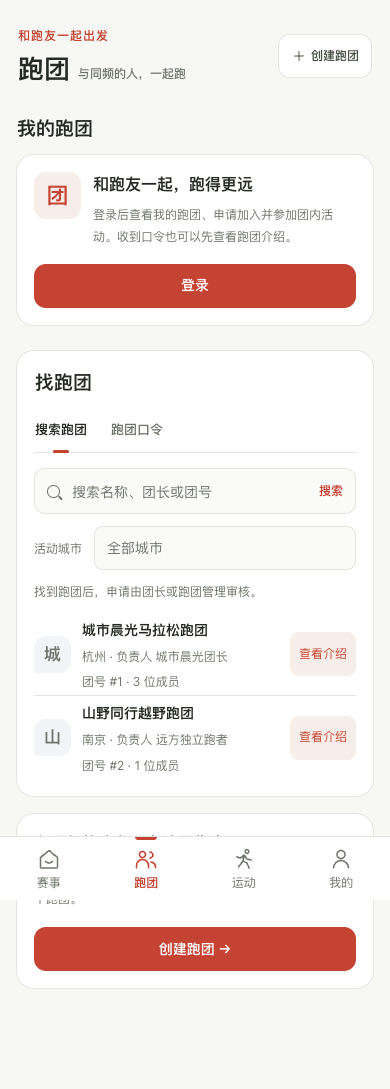 和跑友一起出发
跑团 与同频的人，一起跑
＋ 创建跑团
我的跑团
团
和跑友一起，跑得更远
登录后查看我的跑团、申请加入并参加团内活
动。收到口令也可以先查看跑团介绍。
登录
找跑团
搜索跑团 跑团口令
搜索名称、团长或团号 搜索
活动城市 全部城市
找到跑团后，申请由团长或跑团管理审核。
城
城市晨光马拉松跑团
杭州 · 负责人 城市晨光团长
团号 #1 · 3 位成员
查看介绍
山
山野同行越野跑团
南京 · 负责人 远方独立跑者
团号 #2 · 1 位成员
查看介绍
赛事 跑团 运动 我的
个跑团。
创建跑团 →